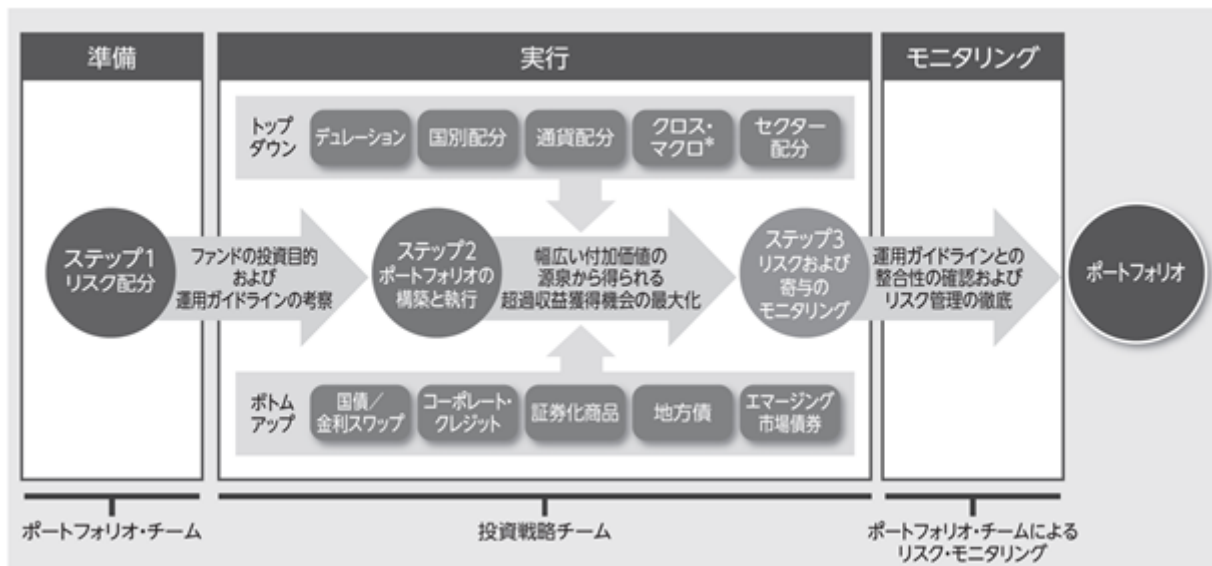 準備
実行
モニタリング
トップ
ダウン
デュレーション
国別配分
通貨配分
クロス・
マクロ*
セクター
配分
ステップ1
リスク配分
ファンドの投資目的
および
運用ガイドラインの考察
ステップ2
ポートフォリオの
構築と執行
幅広い付加価値の
源泉から得られる
超過収益獲得機会の最大化
ステップ3
リスクおよび
寄与の
モニタリング
運用ガイドラインとの
整合性の確認および
リスク管理の徹底
ポートフォリオ
ボトム
アップ
国債／
金利スワップ
コーポレート・
クレジット
証券化商品
地方債
エマージング
市場債券
ポートフォリオ・チーム
投資戦略チーム
ポートフォリオ・チームによる
リスク・モニタリング